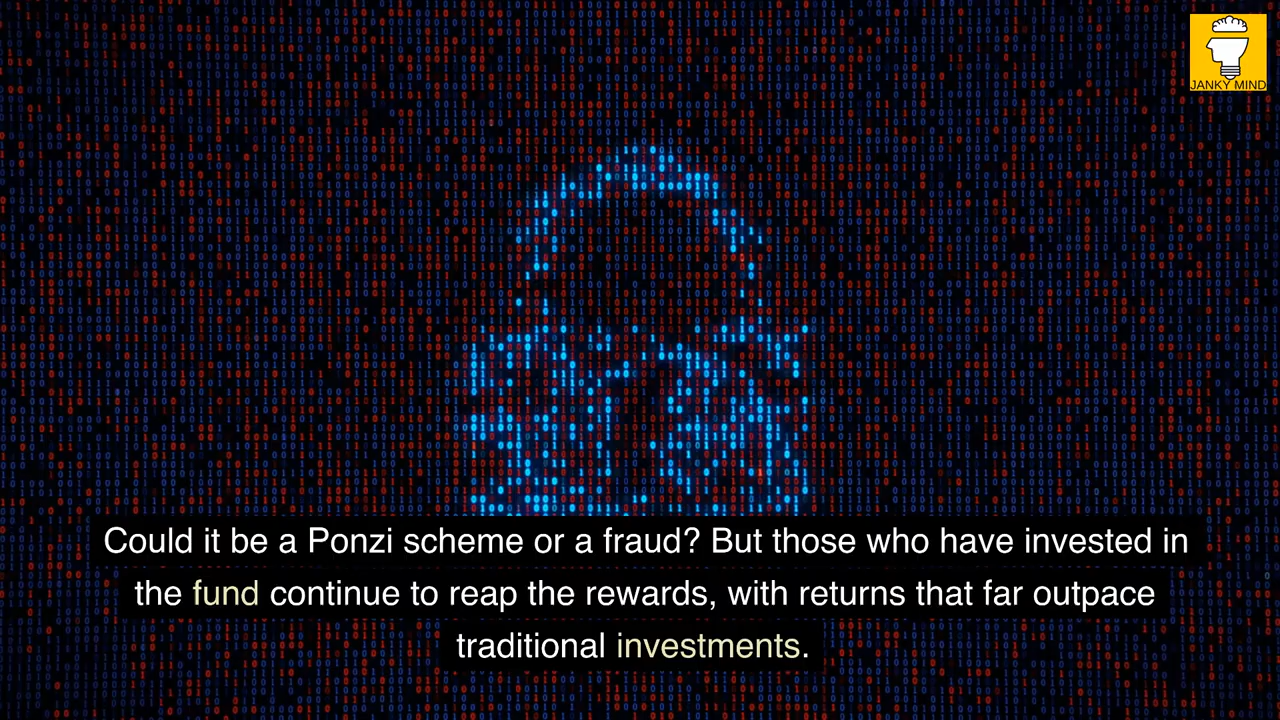 JANKY MIND
Could it be a Ponzi scheme or a fraud? But those who have invested in
the fund continue to reap the rewards, with returns that far outpace
traditional investments.